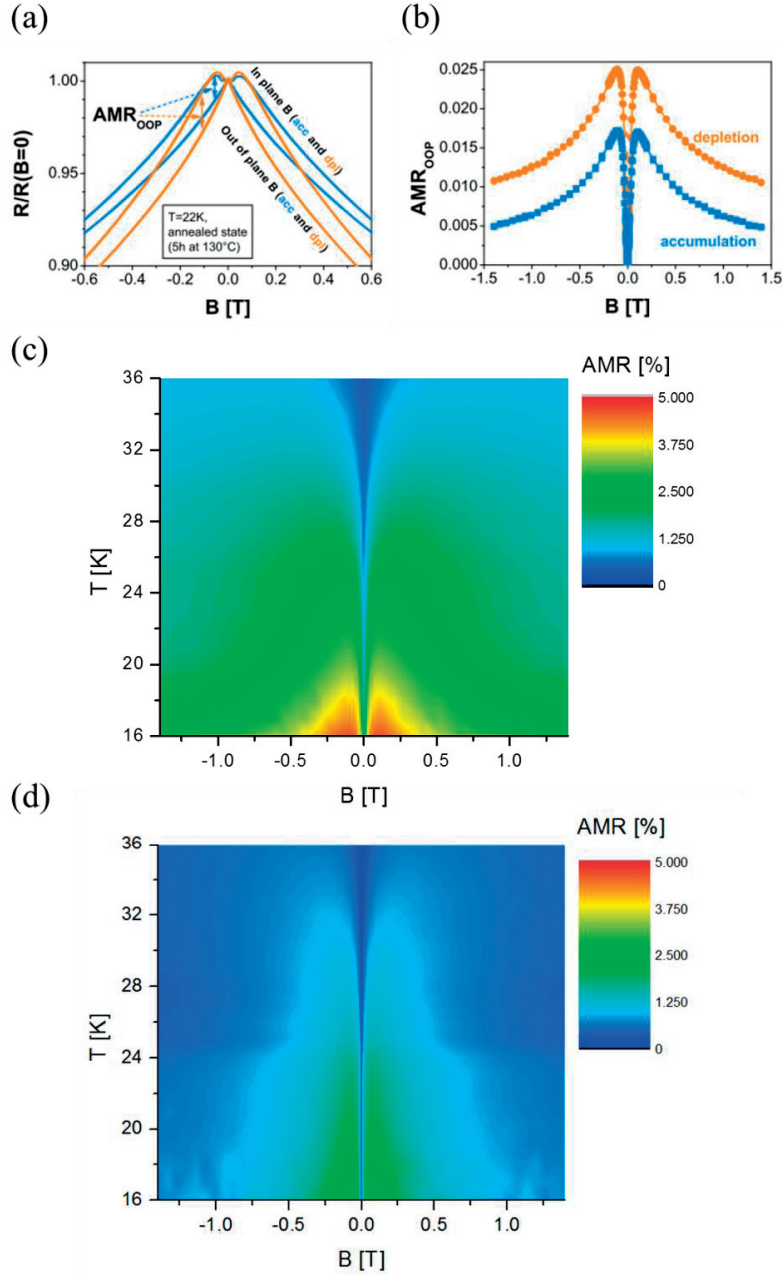 (a)
(b)
1.00
0.95
0.90
R/R(B=0)
AMR
OOP
In plane B (acc and dpl)
Out of plane B (acc and dpl)
T=22K,
annealed state
(5h at 130°C)
-0.6 -0.4 -0.2 0.0 0.2 0.4 0.6
B [T]
0.025
0.020
0.015
0.010
0.005
0.000
AMROOP
depletion
accumulation
-1.5 -1.0 -0.5 0.0 0.5 1.0 1.5
B [T]
(c)
36
32
28
24
20
16
T [K]
-1.0 -0.5 0.0 0.5 1.0
B [T]
AMR [%]
5.000
3.750
2.500
1.250
0
(d)
36
32
28
24
20
16
T [K]
-1.0 -0.5 0.0 0.5 1.0
B [T]
AMR [%]
5.000
3.750
2.500
1.250
0